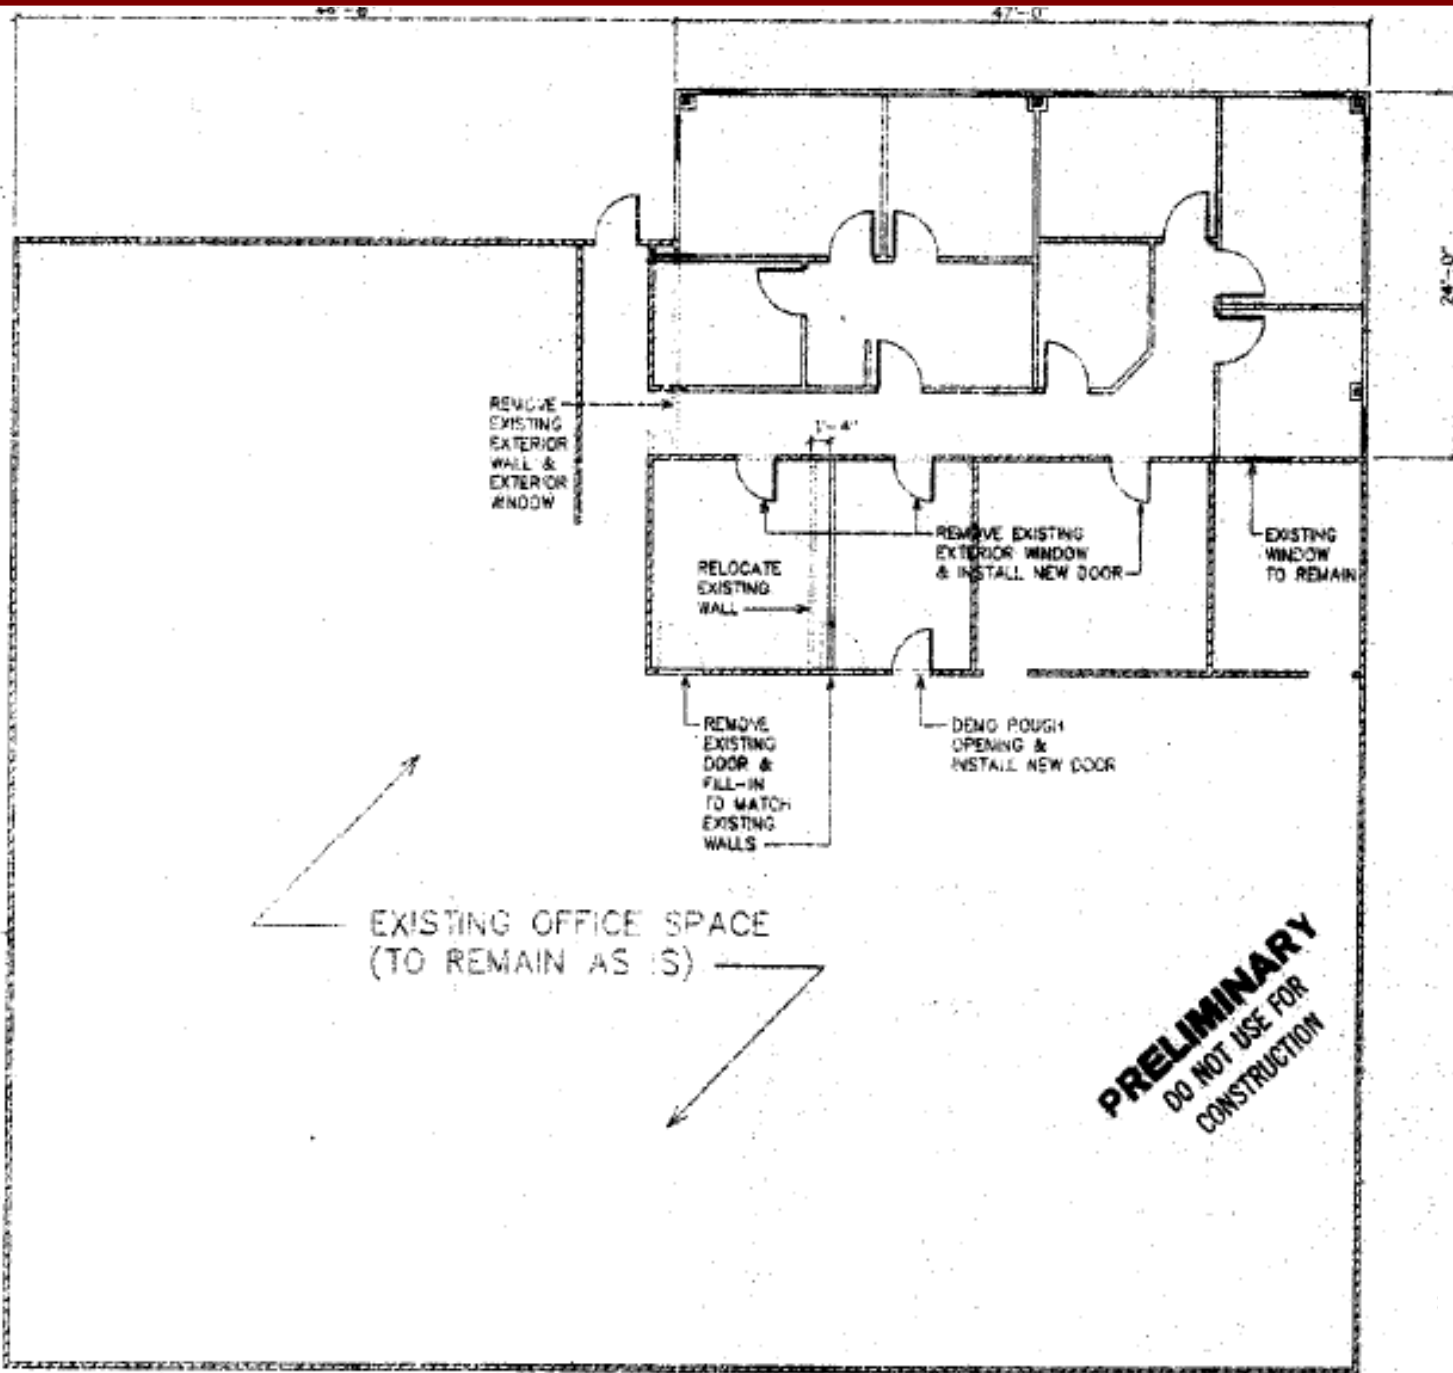 47'-0"
24'-0"
REMOVE
EXISTING
EXTERIOR
WALL &
EXTERIOR
WINDOW
1'-4"
RELOCATE
EXISTING
WALL
REMOVE EXISTING
EXTERIOR WINDOW
& INSTALL NEW DOOR
EXISTING
WINDOW
TO REMAIN
REMOVE
EXISTING
DOOR &
FILL-IN
TO MATCH
EXISTING
WALLS
DEMO ROUGH
OPENING &
INSTALL NEW DOOR
EXISTING OFFICE SPACE
(TO REMAIN AS IS)
PRELIMINARY
DO NOT USE FOR
CONSTRUCTION